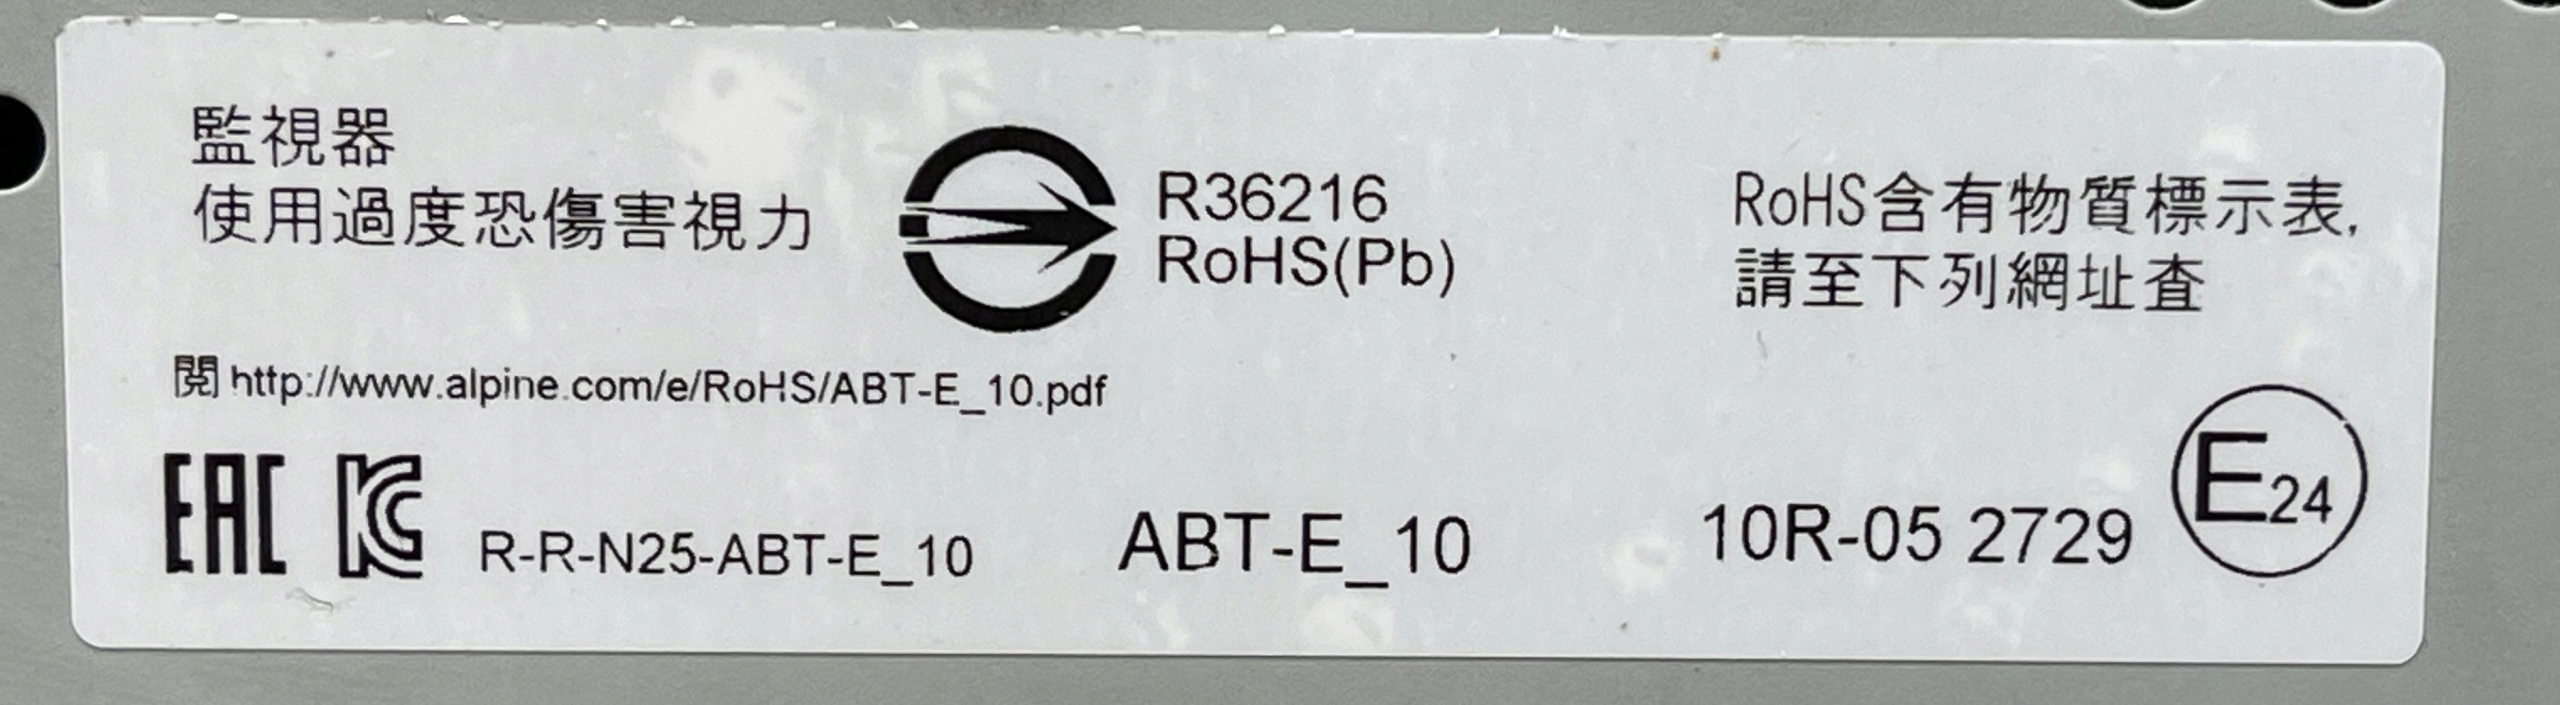 監視器
使用過度恐傷害視力
R36216
RoHS(Pb)
RoHS含有物質標示表,
請至下列網址查
閱 http://www.alpine.com/e/RoHS/ABT-E_10.pdf
EAC KC R-R-N25-ABT-E_10 ABT-E_10 10R-05 2729 E24